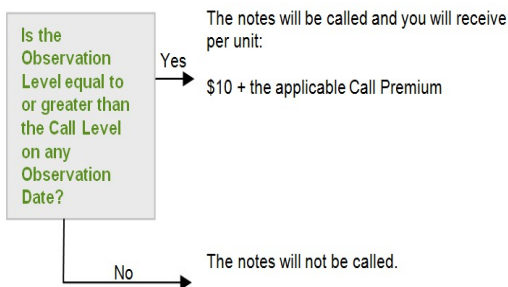 Is the
Observation
Level equal to
or greater than
the Call Level
on any
Observation
Date?
Yes
The notes will be called and you will receive
per unit:
$10 + the applicable Call Premium
No
The notes will not be called.